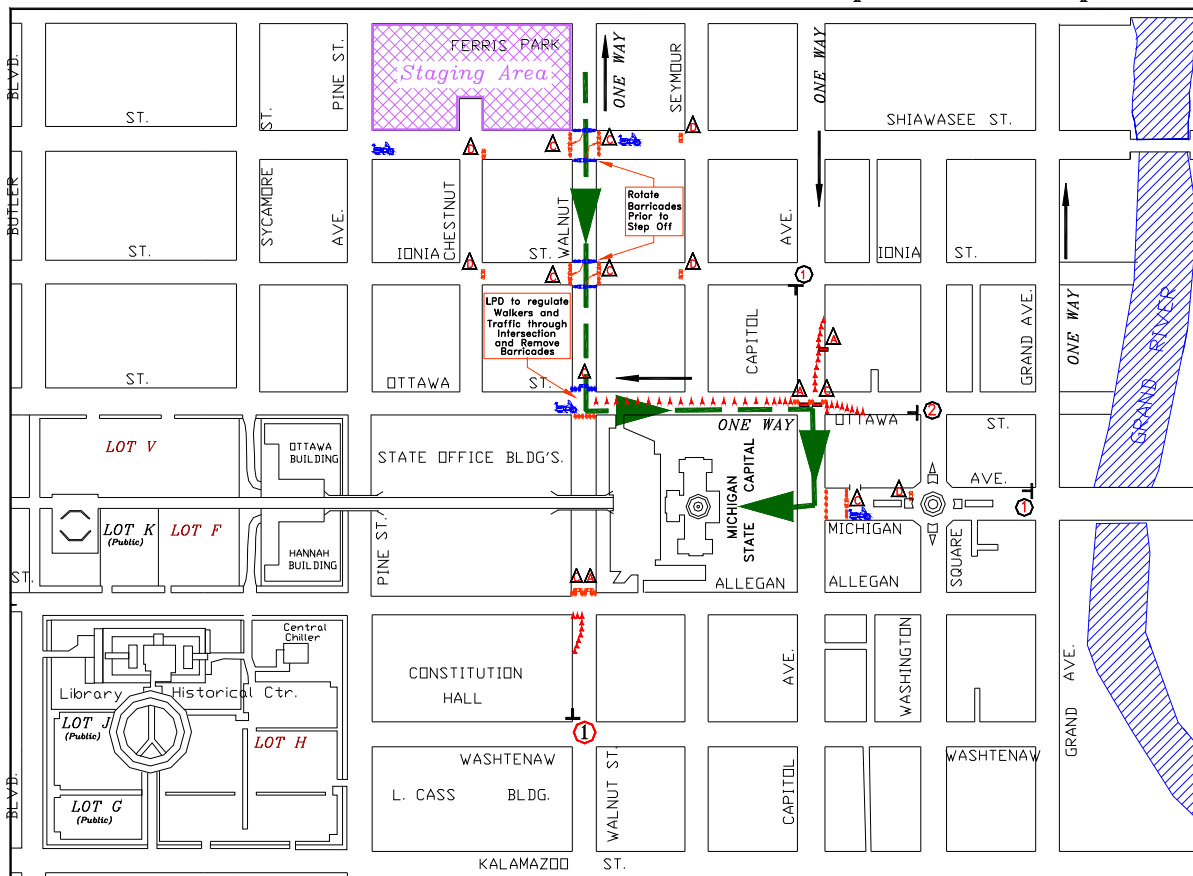 BLVD.
PINE ST.
FERRIS PARK
Staging Area
ONE WAY
SEYMOUR
ONE WAY
ST.
ST.
SHIAWASEE ST.
D
C
C
D
BUTLER
SYCAMORE
AVE.
CHESTNUT
WALNUT
Rotate
Barricades
Prior to
Step Off
AVE.
ST.
IONIA
ST.
IONIA
ST.
D
C
C
D
1
LPD to regulate
Walkers and
Traffic through
Intersection
and Remove
Barricades
CAPITOL
A
GRAND AVE.
ONE WAY
GRAND RIVER
ST.
OTTAWA
ST.
C
A
C
2
ONE WAY
OTTAWA
ST.
LOT V
OTTAWA
BUILDING
STATE OFFICE BLDG'S.
MICHIGAN
STATE CAPITAL
AVE.
D
C
1
LOT K
(Public)
LOT F
MICHIGAN
HANNAH
BUILDING
PINE ST.
SQUARE
ST.
C
A
ALLEGAN
ALLEGAN
Central
Chiller
CONSTITUTION
HALL
AVE.
WASHINGTON
GRAND AVE.
Library
Historical Ctr.
LOT J
(Public)
LOT H
1
WASHTENAW
WASHTENAW
L. CASS BLDG.
WALNUT ST.
CAPITOL
BLVD.
LOT G
(Public)
KALAMAZOO ST.